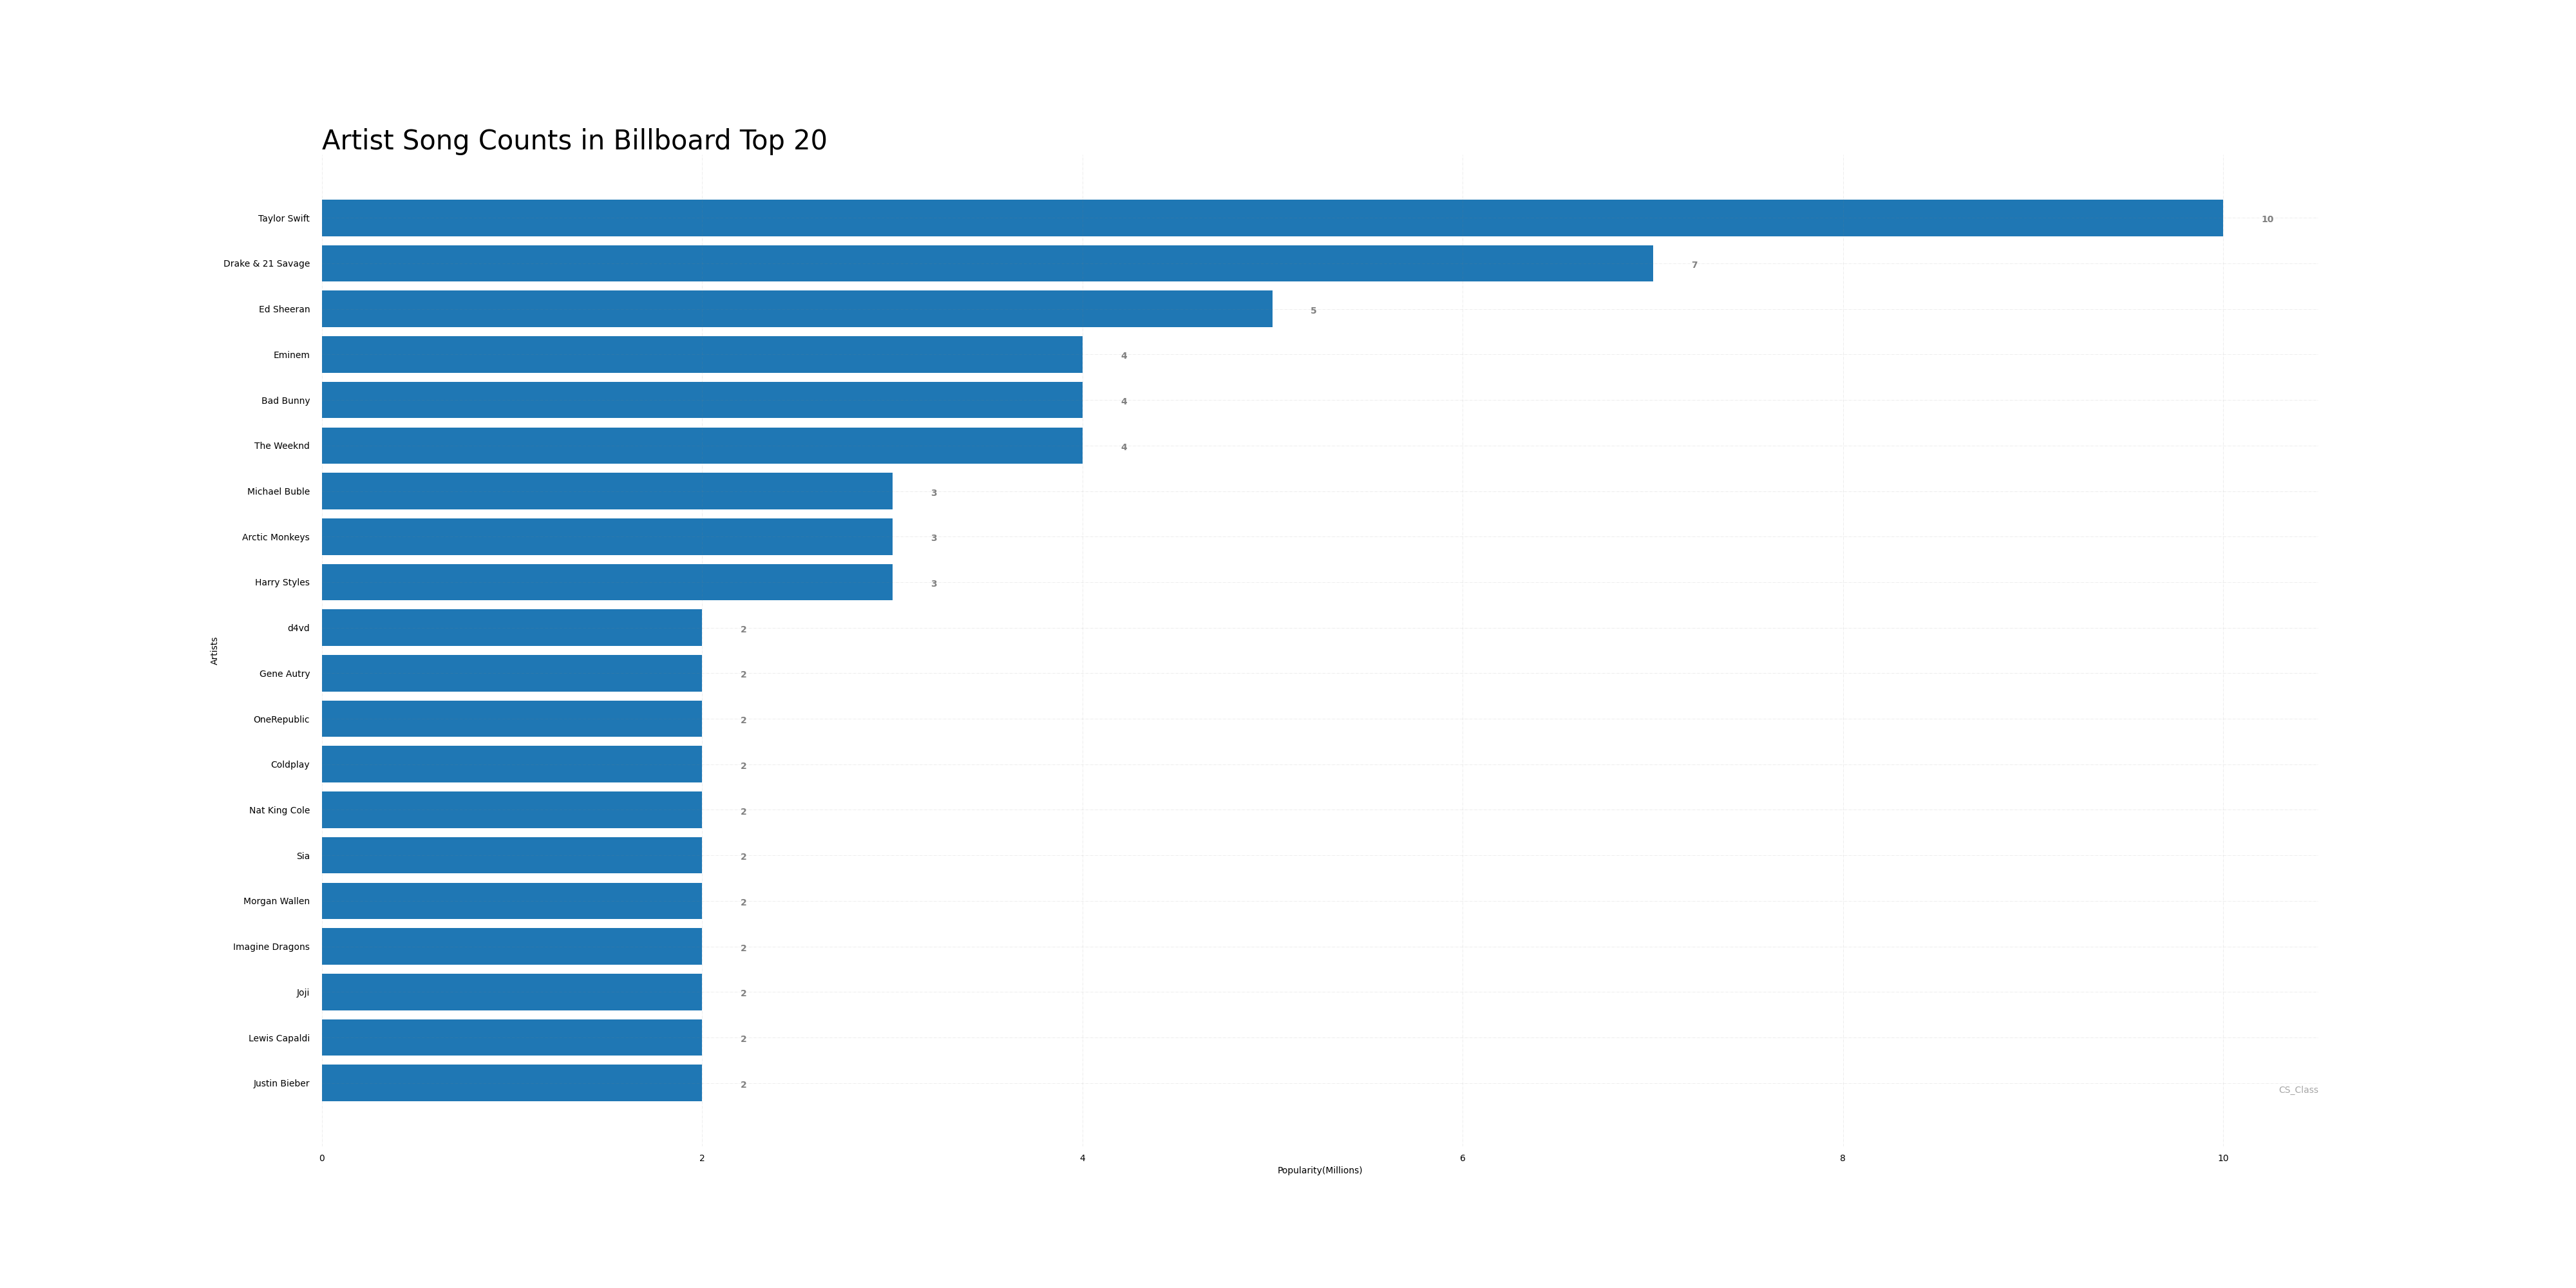 Artist Song Counts in Billboard Top 20
Taylor Swift 10
Drake & 21 Savage 7
Ed Sheeran 5
Eminem 4
Bad Bunny 4
The Weeknd 4
Michael Buble 3
Arctic Monkeys 3
Harry Styles 3
d4vd 2
Artists
Gene Autry 2
OneRepublic 2
Coldplay 2
Nat King Cole 2
Sia 2
Morgan Wallen 2
Imagine Dragons 2
Joji 2
Lewis Capaldi 2
Justin Bieber 2
CS_Class
0 2 4 6 8 10
Popularity(Millions)